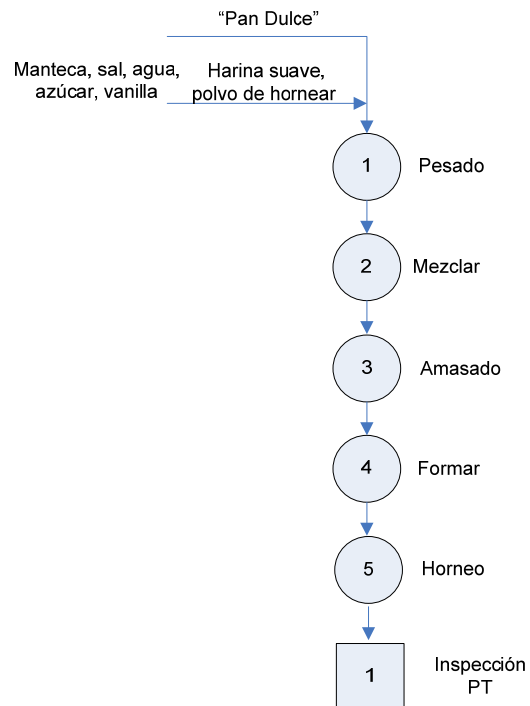 “Pan Dulce”
Manteca, sal, agua,
azúcar, vanilla
Harina suave,
polvo de hornear
1 Pesado
2 Mezclar
3 Amasado
4 Formar
5 Horneo
1 Inspección
PT